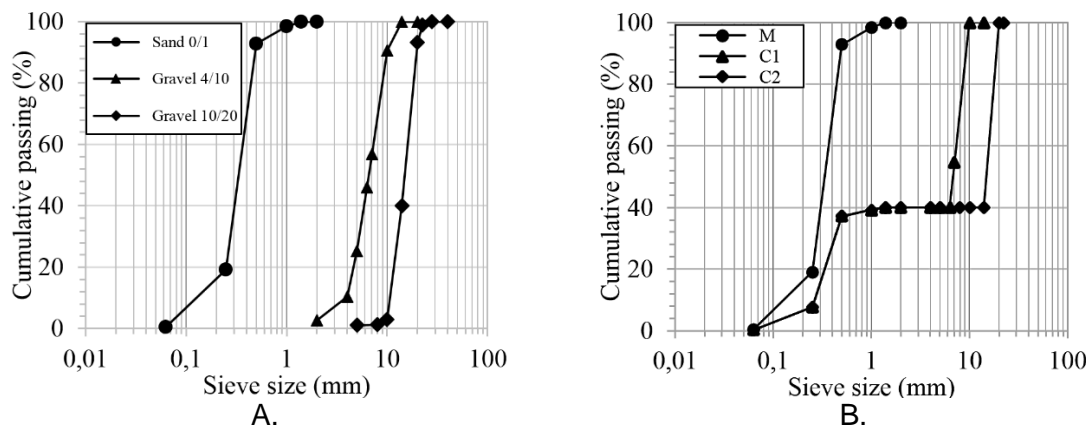 Cumulative passing (%)
100
80
60
40
20
0
Sand 0/1
Gravel 4/10
Gravel 10/20
0,01 0,1 1 10 100
Sieve size (mm)
A.
Cumulative passing (%)
100
80
60
40
20
0
M
C1
C2
0,01 0,1 1 10 100
Sieve size (mm)
B.